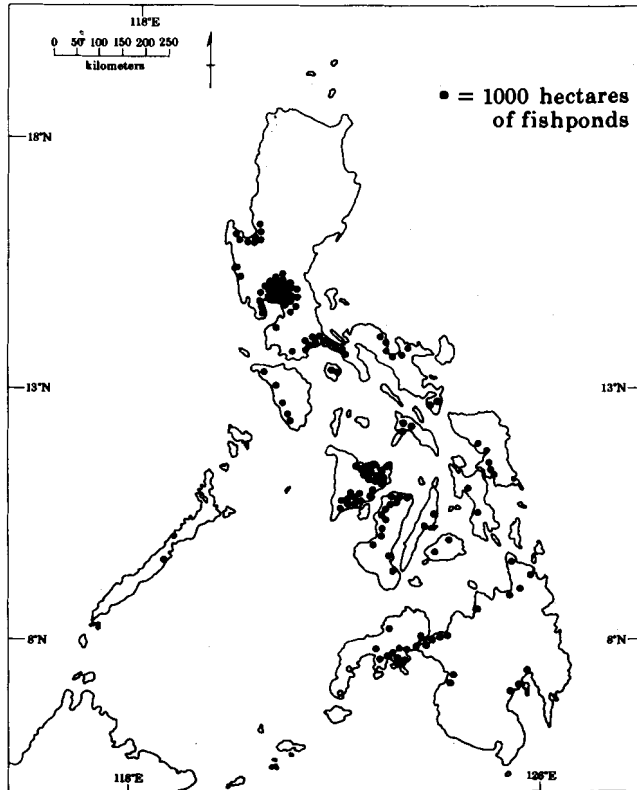 118°E
0 50 100 150 200 250
kilometers
• = 1000 hectares
of fishponds
18°N
13°N
13°N
8°N
8°N
118°E
126°E